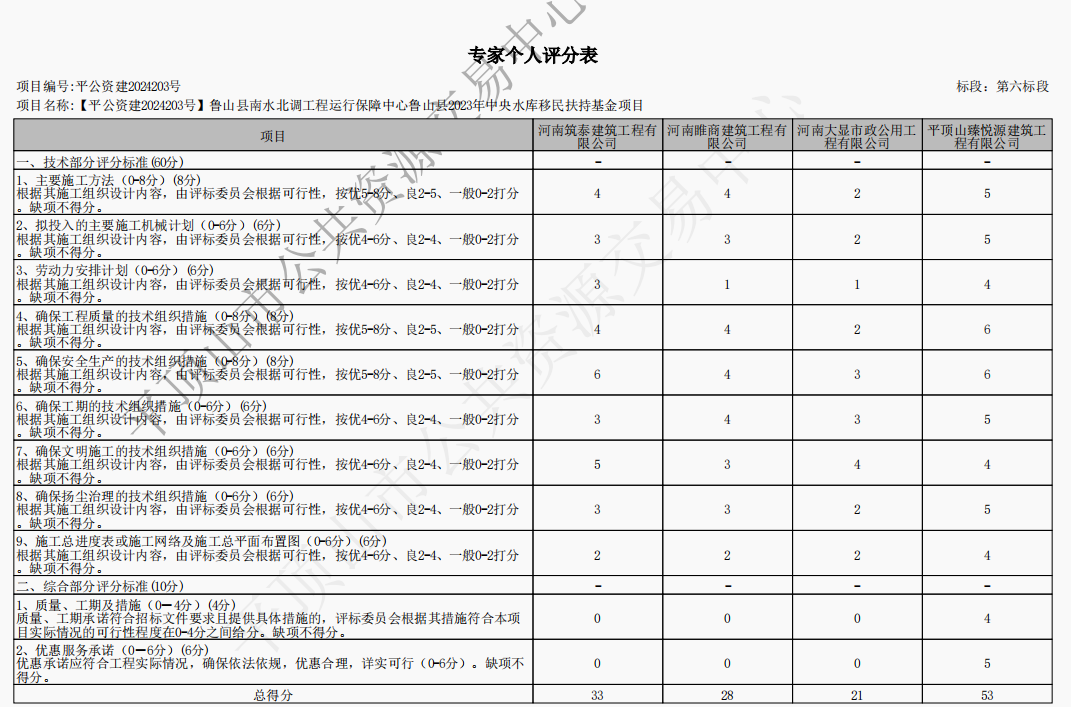 专家个人评分表
项目编号:平公资建2024203号
标段：第六标段
项目名称:【平公资建2024203号】鲁山县南水北调工程运行保障中心鲁山县2023年中央水库移民扶持基金项目
项目
河南筑泰建筑工程有
限公司
河南睢商建筑工程有
限公司
河南大显市政公用工
程有限公司
平顶山臻悦源建筑工
程有限公司
一、技术部分评分标准(60分)
- - - -
1、主要施工方法（0-8分）(8分)
根据其施工组织设计内容，由评标委员会根据可行性，按优5-8分、良2-5、一般0-2打分
。缺项不得分。
4 4 2 5
2、拟投入的主要施工机械计划（0-6分）(6分)
根据其施工组织设计内容，由评标委员会根据可行性，按优4-6分、良2-4、一般0-2打分
。缺项不得分。
3 3 2 5
3、劳动力安排计划（0-6分）(6分)
根据其施工组织设计内容，由评标委员会根据可行性，按优4-6分、良2-4、一般0-2打分
。缺项不得分。
3 1 1 4
4、确保工程质量的技术组织措施（0-8分）(8分)
根据其施工组织设计内容，由评标委员会根据可行性，按优5-8分、良2-5、一般0-2打分
。缺项不得分。
4 4 2 6
5、确保安全生产的技术组织措施（0-8分）(8分)
根据其施工组织设计内容，由评标委员会根据可行性，按优5-8分、良2-5、一般0-2打分
。缺项不得分。
6 4 3 6
6、确保工期的技术组织措施（0-6分）(6分)
根据其施工组织设计内容，由评标委员会根据可行性，按优4-6分、良2-4、一般0-2打分
。缺项不得分。
3 4 3 5
7、确保文明施工的技术组织措施（0-6分）(6分)
根据其施工组织设计内容，由评标委员会根据可行性，按优4-6分、良2-4、一般0-2打分
。缺项不得分。
5 3 4 4
8、确保扬尘治理的技术组织措施（0-6分）(6分)
根据其施工组织设计内容，由评标委员会根据可行性，按优4-6分、良2-4、一般0-2打分
。缺项不得分。
3 3 2 5
9、施工总进度表或施工网络及施工总平面布置图（0-6分）(6分)
根据其施工组织设计内容，由评标委员会根据可行性，按优4-6分、良2-4、一般0-2打分
。缺项不得分。
2 2 2 4
二、综合部分评分标准(10分)
- - - -
1、质量、工期及措施（0—4分）(4分)
质量、工期承诺符合招标文件要求且提供具体措施的，评标委员会根据其措施符合本项
目实际情况的可行性程度在0-4分之间给分。缺项不得分。
0 0 0 4
2、优惠服务承诺（0—6分）(6分)
优惠承诺应符合工程实际情况，确保依法依规，优惠合理，详实可行（0-6分）。缺项不
得分。
0 0 0 5
总得分
33 28 21 53
平顶山市公共资源交易中心
平顶山市公共资源交易中心